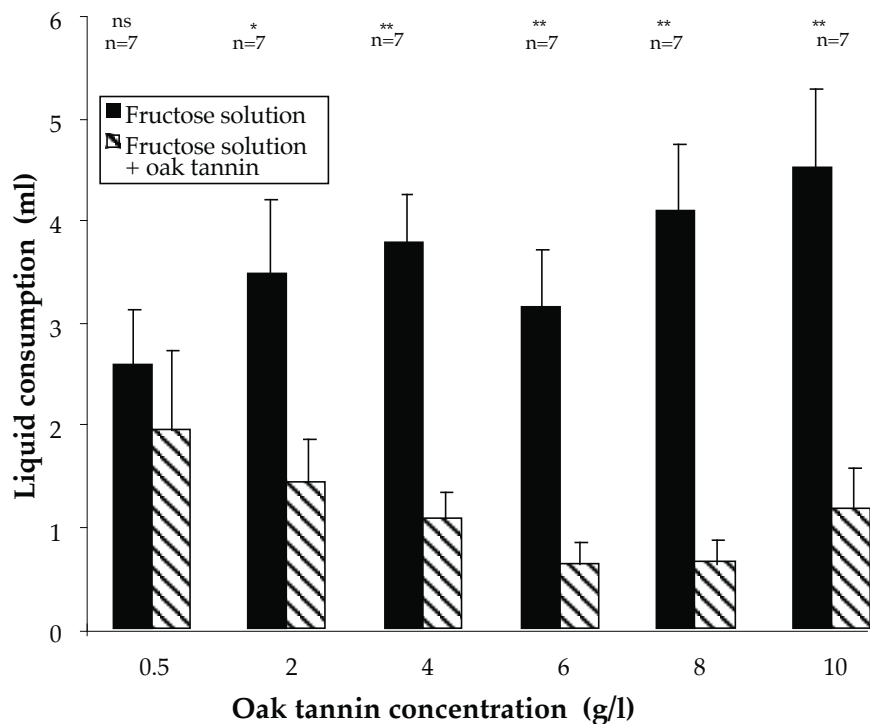 6
ns
n=7
*
n=7
**
n=7
**
n=7
**
n=7
**
n=7
Fructose solution
Fructose solution
+ oak tannin
5
4
3
2
1
0
Liquid consumption (ml)
0.5 2 4 6 8 10
Oak tannin concentration (g/l)